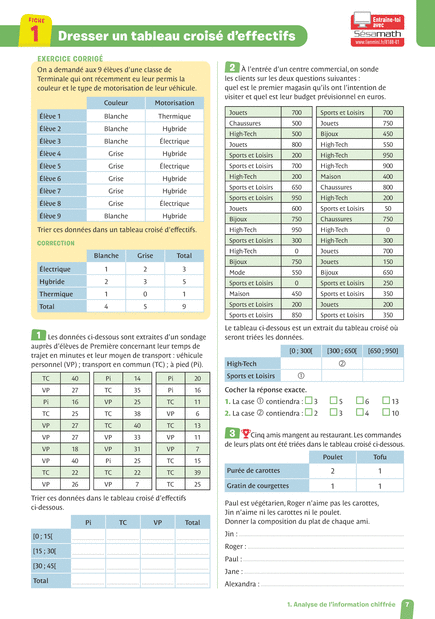 FICHE
1 Dresser un tableau croisé d'effectifs
Entraîne-toi
avec
Sésamath
EXERCICE CORRIGÉ
On a demandé aux 9 élèves d'une classe de
Terminale qui ont récemment eu leur permis la
couleur et le type de motorisation de leur véhicule.
Couleur Motorisation
Élève 1 Blanche Thermique
Élève 2 Blanche Hybride
Élève 3 Blanche Électrique
Élève 4 Grise Hybride
Élève 5 Grise Électrique
Élève 6 Grise Hybride
Élève 7 Grise Hybride
Élève 8 Grise Électrique
Élève 9 Blanche Hybride
Trier ces données dans un tableau croisé d'effectifs.
CORRECTION
Blanche Grise Total
Électrique 1 2 3
Hybride 2 3 5
Thermique 1 0 1
Total 4 5 9
1 Les données ci-dessous sont extraites d'un sondage
auprès d'élèves de Première concernant leur temps de
trajet en minutes et leur moyen de transport : véhicule
personnel (VP) ; transport en commun (TC) ; à pied (Pi).
TC 40 Pi 14 Pi 20
VP 27 TC 35 Pi 16
Pi 16 VP 25 TC 11
TC 25 TC 38 VP 6
VP 27 TC 40 TC 13
VP 27 VP 33 VP 11
VP 18 VP 31 VP 7
VP 40 Pi 25 TC 15
TC 22 TC 22 TC 39
VP 26 VP 7 TC 25
Trier ces données dans le tableau croisé d'effectifs
ci-dessous.
Pi TC VP Total
[0 ; 15[
[15 ; 30[
[30 ; 45[
Total
2 À l'entrée d'un centre commercial, on sonde
les clients sur les deux questions suivantes :
quel est le premier magasin qu'ils ont l'intention de
visiter et quel est leur budget prévisionnel en euros.
Jouets 700 Sports et Loisirs 700
Chaussures 500 Jouets 750
High-Tech 500 Bijoux 450
Jouets 800 High-Tech 550
Sports et Loisirs 200 High-Tech 950
Sports et Loisirs 700 High-Tech 900
High-Tech 200 Maison 400
Sports et Loisirs 650 Chaussures 800
Sports et Loisirs 950 High-Tech 200
Jouets 600 Sports et Loisirs 50
Bijoux 750 Chaussures 750
High-Tech 950 High-Tech 0
Sports et Loisirs 300 High-Tech 300
High-Tech 0 Jouets 700
Bijoux 750 Jouets 150
Mode 550 Bijoux 650
Sports et Loisirs 0 Sports et Loisirs 250
Maison 450 Sports et Loisirs 350
Sports et Loisirs 200 Jouets 200
Sports et Loisirs 850 Sports et Loisirs 350
Le tableau ci-dessous est un extrait du tableau croisé où
seront triées les données.
[0 ; 300[ [300 ; 650[ [650 ; 950]
High-Tech ②
Sports et Loisirs ①
Cocher la réponse exacte.
1. La case ① contiendra : 3 5 6 13
2. La case ② contiendra : 2 3 4 10
3 Cinq amis mangent au restaurant. Les commandes
de leurs plats ont été triées dans le tableau croisé ci-dessous.
Poulet Tofu
Purée de carottes 2 1
Gratin de courgettes 1 1
Paul est végétarien, Roger n'aime pas les carottes,
Jin n'aime ni les carottes ni le poulet.
Donner la composition du plat de chaque ami.
Jin :
Roger :
Paul :
Jane :
Alexandra :
1. Analyse de l'information chiffrée 7